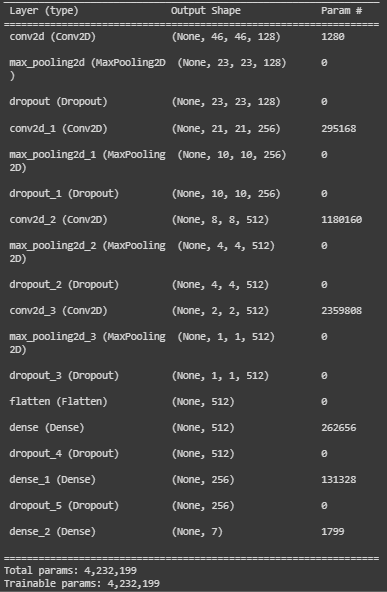 Layer (type) Output Shape Param #
================================================================
conv2d (Conv2D) (None, 46, 46, 128) 1280
max_pooling2d (MaxPooling2D (None, 23, 23, 128) 0
)
dropout (Dropout) (None, 23, 23, 128) 0
conv2d_1 (Conv2D) (None, 21, 21, 256) 295168
max_pooling2d_1 (MaxPooling (None, 10, 10, 256) 0
2D)
dropout_1 (Dropout) (None, 10, 10, 256) 0
conv2d_2 (Conv2D) (None, 8, 8, 512) 1180160
max_pooling2d_2 (MaxPooling (None, 4, 4, 512) 0
2D)
dropout_2 (Dropout) (None, 4, 4, 512) 0
conv2d_3 (Conv2D) (None, 2, 2, 512) 2359808
max_pooling2d_3 (MaxPooling (None, 1, 1, 512) 0
2D)
dropout_3 (Dropout) (None, 1, 1, 512) 0
flatten (Flatten) (None, 512) 0
dense (Dense) (None, 512) 262656
dropout_4 (Dropout) (None, 512) 0
dense_1 (Dense) (None, 256) 131328
dropout_5 (Dropout) (None, 256) 0
dense_2 (Dense) (None, 7) 1799
================================================================
Total params: 4,232,199
Trainable params: 4,232,199